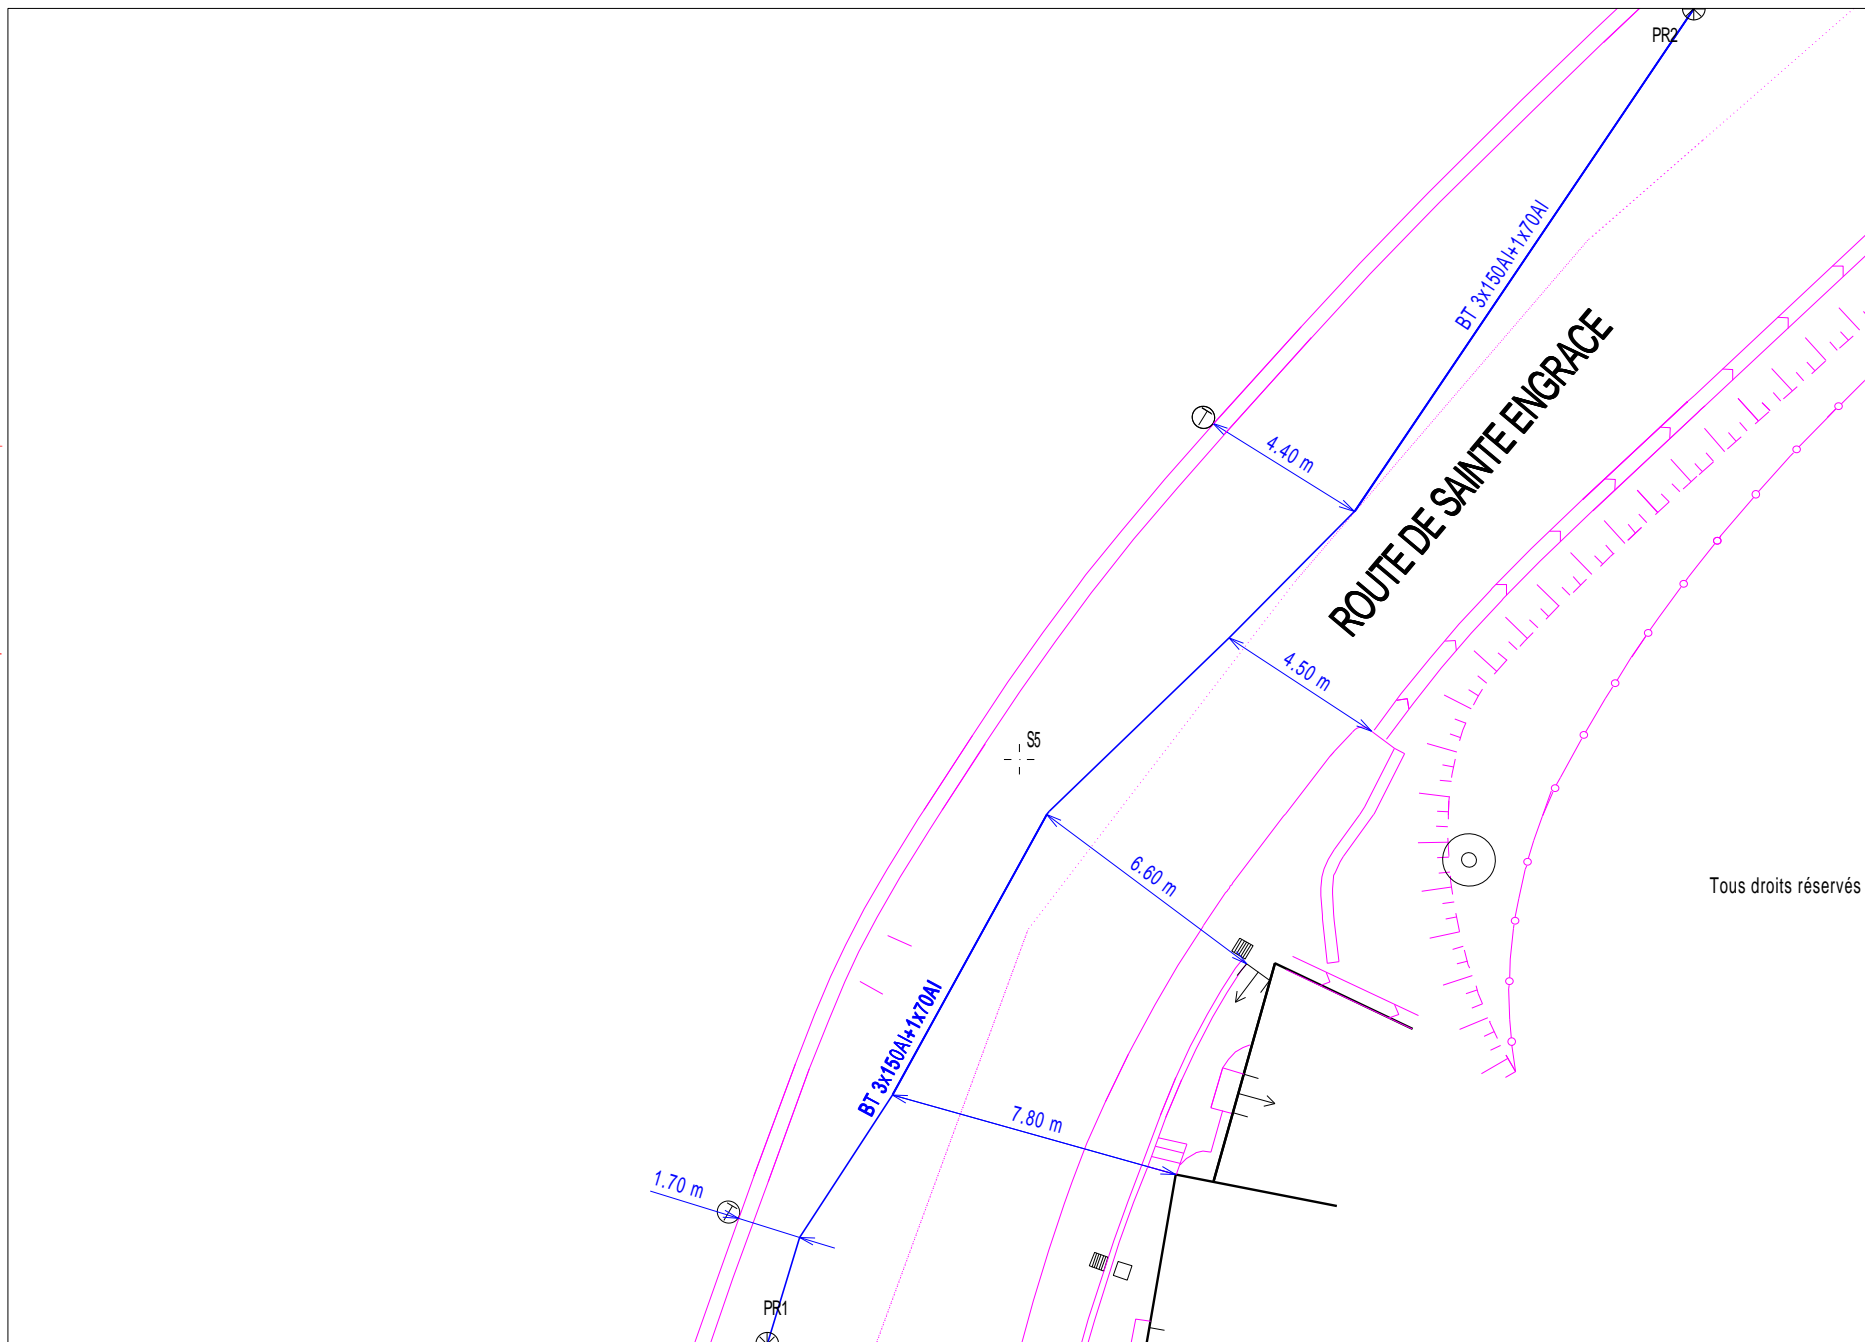 PR2
BT 3x150Al+1x70Al
ROUTE DE SAINTE ENGRACE
4.40 m
4.50 m
S5
6.60 m
Tous droits réservés
BT 3x150Al+1x70Al
7.80 m
1.70 m
PR1